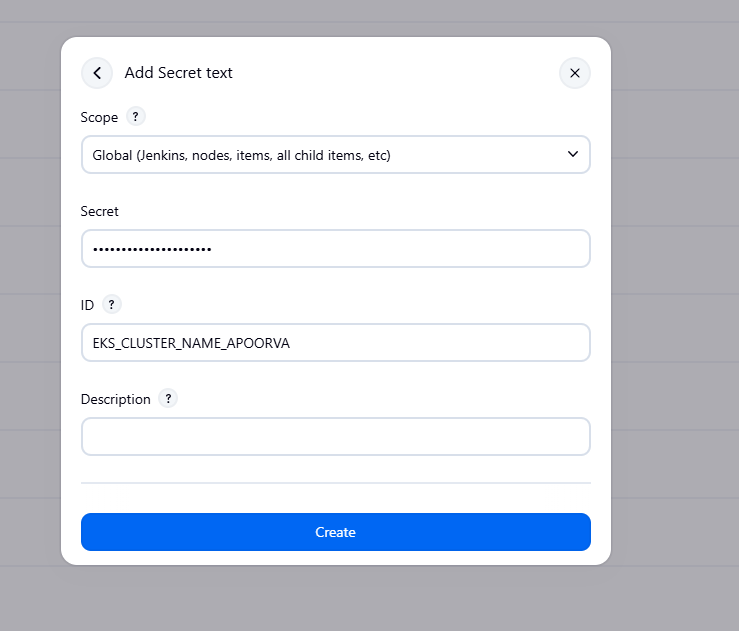 Add Secret text
Scope ?
Global (Jenkins, nodes, items, all child items, etc)
Secret
•••••••••••••••••••••
ID ?
EKS_CLUSTER_NAME_APOORVA
Description ?
Create